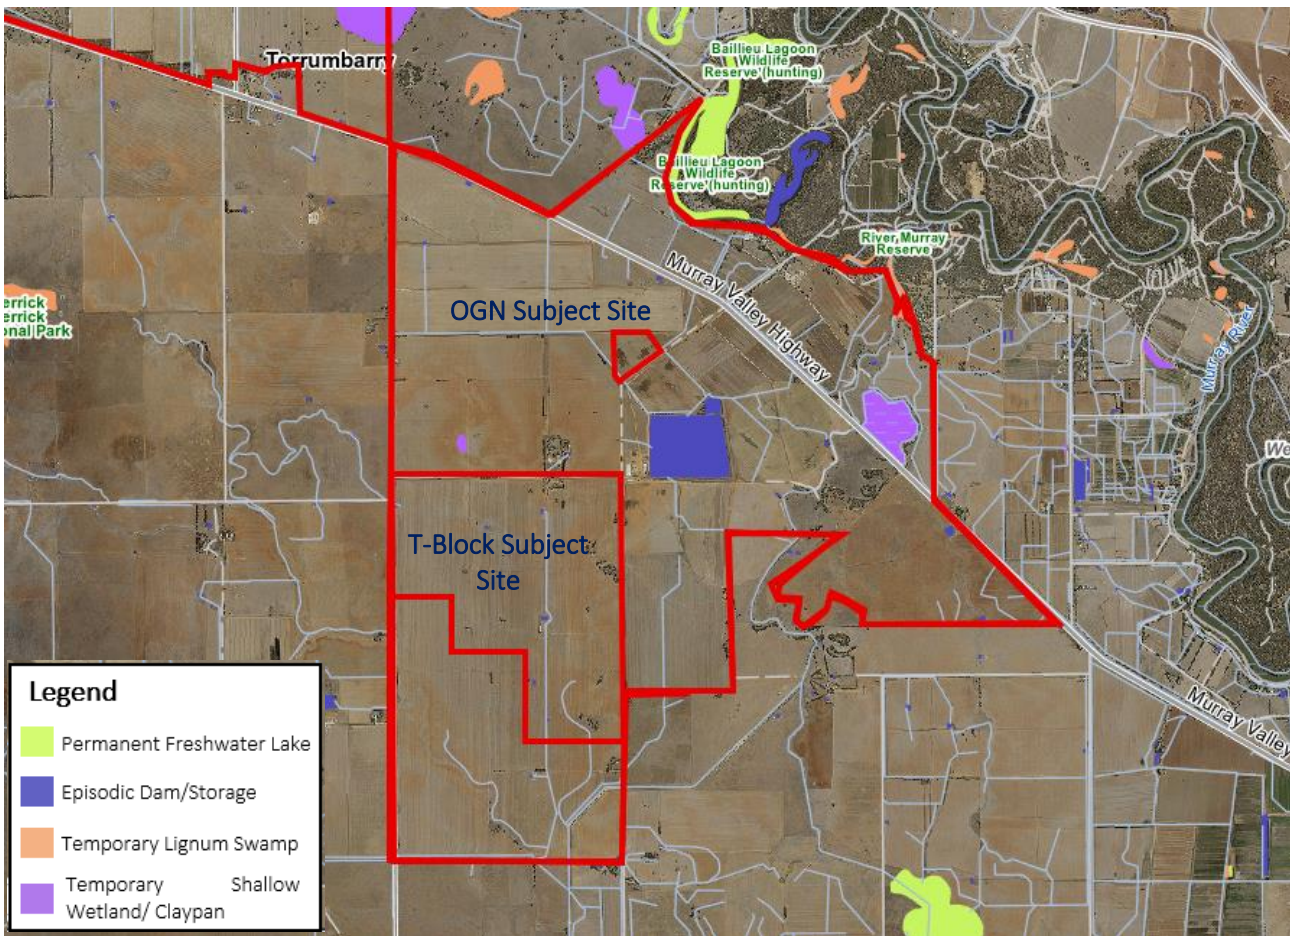 Torrumbarry
Baillieu Lagoon
Wildlife
Reserve (hunting)
Baillieu Lagoon
Wildlife
Reserve (hunting)
River Murray
Reserve
Murray Valley Highway
OGN Subject Site
errick
errick
onal Park
Murray River
We
T-Block Subject
Site
Murray Valley
Legend
Permanent Freshwater Lake
Episodic Dam/Storage
Temporary Lignum Swamp
Temporary Shallow
Wetland/ Claypan